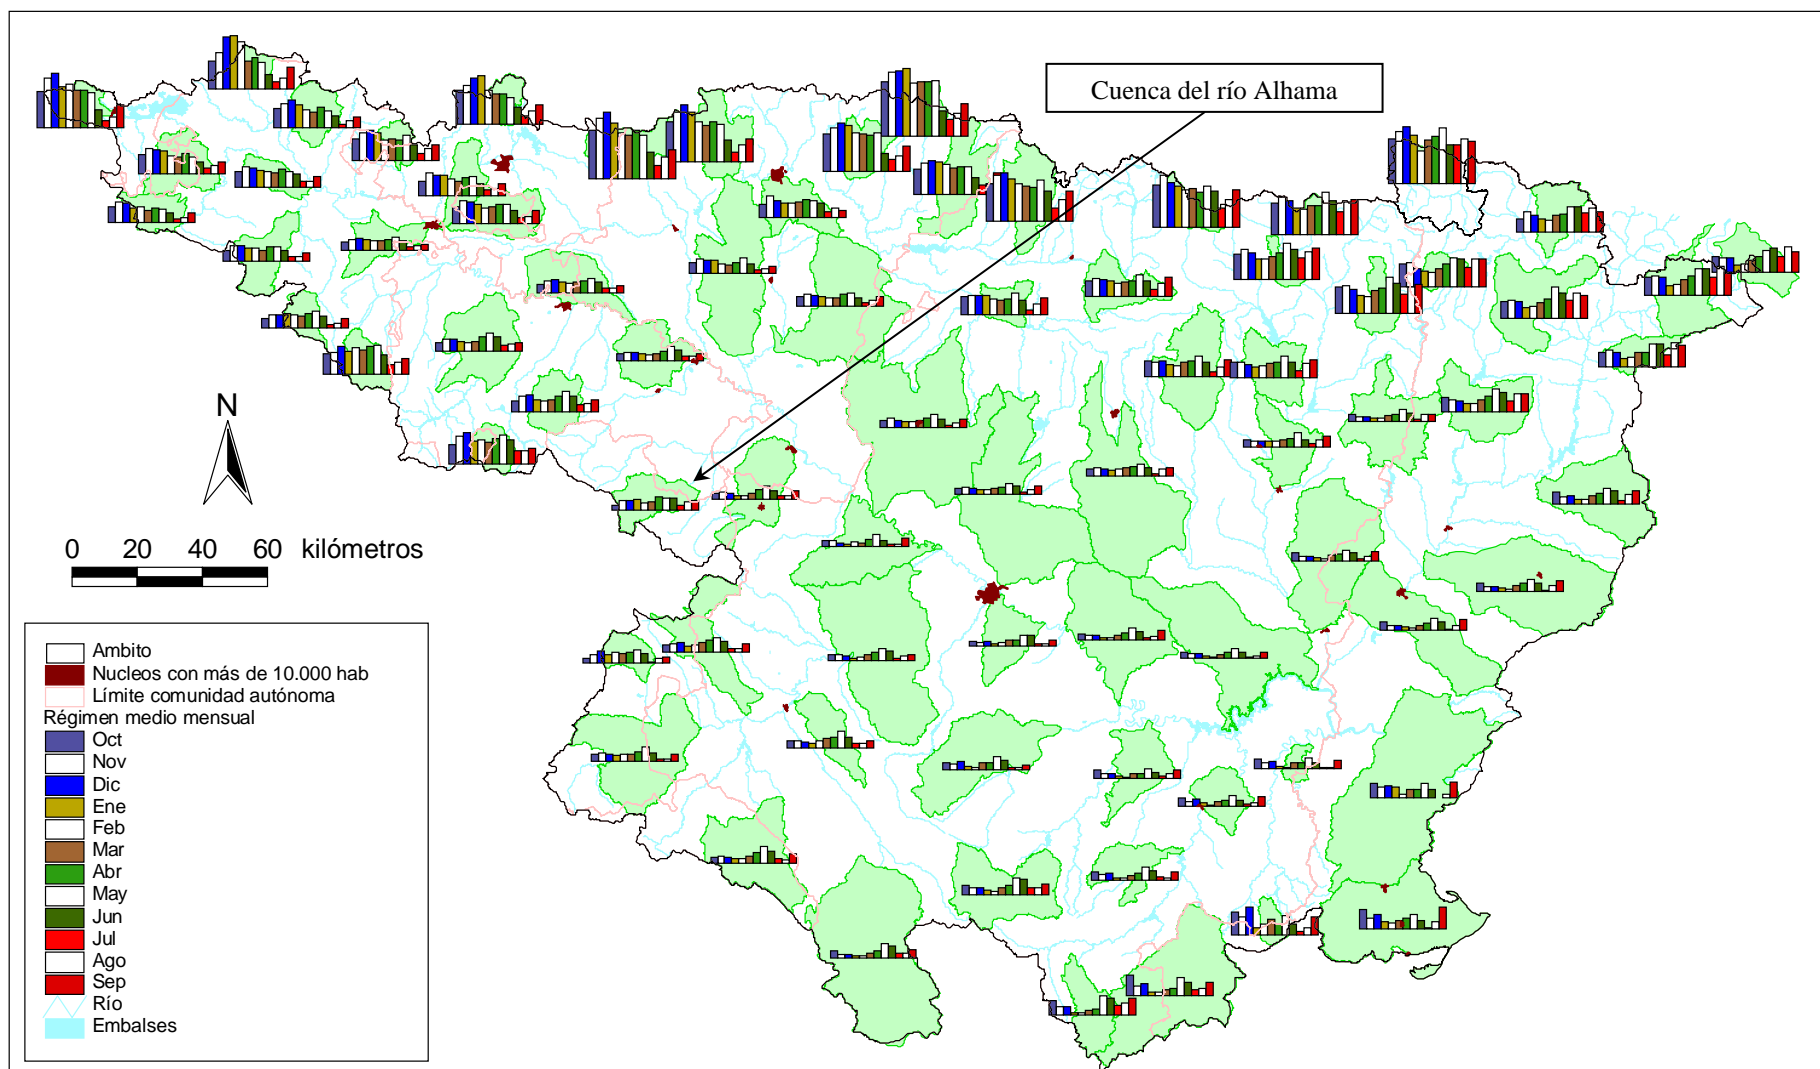 Cuenca del río Alhama
N
0 20 40 60 kilómetros
Ambito
Nucleos con más de 10.000 hab
Límite comunidad autónoma
Régimen medio mensual
Oct
Nov
Dic
Ene
Feb
Mar
Abr
May
Jun
Jul
Ago
Sep
Río
Embalses